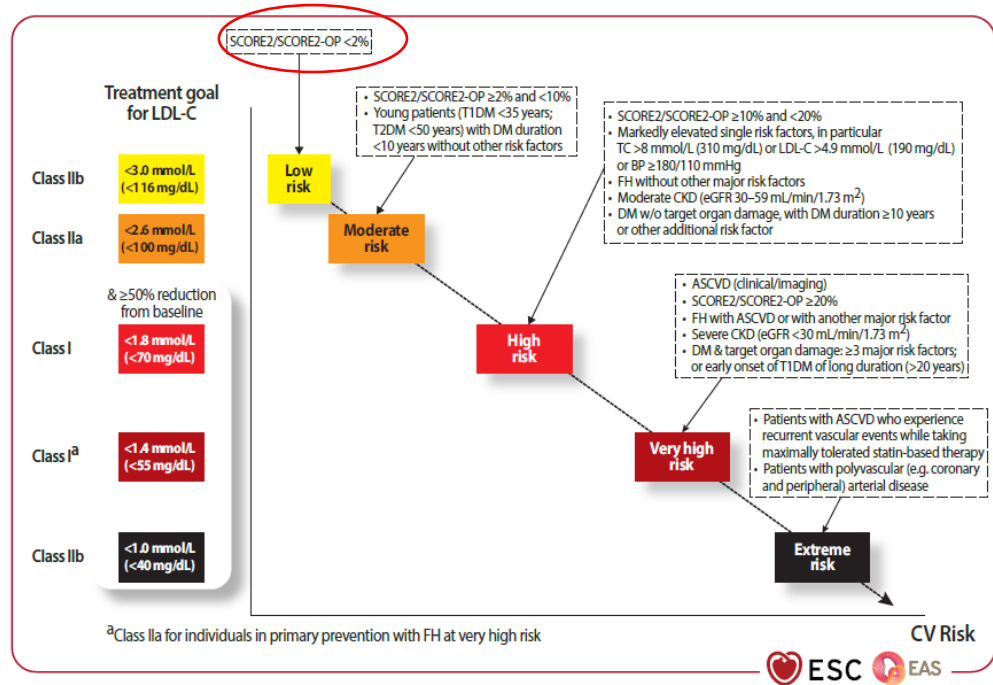 SCORE2/SCORE2-OP <2%
Treatment goal
for LDL-C
• SCORE2/SCORE2-OP ≥2% and <10%
• Young patients (T1DM <35 years;
T2DM <50 years) with DM duration
<10 years without other risk factors
• SCORE2/SCORE2-OP ≥10% and <20%
• Markedly elevated single risk factors, in particular
TC >8 mmol/L (310 mg/dL) or LDL-C >4.9 mmol/L (190 mg/dL)
or BP ≥180/110 mmHg
• FH without other major risk factors
• Moderate CKD (eGFR 30–59 mL/min/1.73 m²)
• DM w/o target organ damage, with DM duration ≥10 years
or other additional risk factor
Class IIb
<3.0 mmol/L
(<116 mg/dL)
Low
risk
Class IIa
<2.6 mmol/L
(<100 mg/dL)
Moderate
risk
& ≥50% reduction
from baseline
• ASCVD (clinical/imaging)
• SCORE2/SCORE2-OP ≥20%
• FH with ASCVD or with another major risk factor
• Severe CKD (eGFR <30 mL/min/1.73 m²)
• DM & target organ damage: ≥3 major risk factors;
or early onset of T1DM of long duration (>20 years)
Class I
<1.8 mmol/L
(<70 mg/dL)
High
risk
Class Iᵃ
<1.4 mmol/L
(<55 mg/dL)
Very high
risk
• Patients with ASCVD who experience
recurrent vascular events while taking
maximally tolerated statin-based therapy
• Patients with polyvascular (e.g. coronary
and peripheral) arterial disease
Class IIb
<1.0 mmol/L
(<40 mg/dL)
Extreme
risk
ᵃClass IIa for individuals in primary prevention with FH at very high risk
CV Risk
ESC
EAS